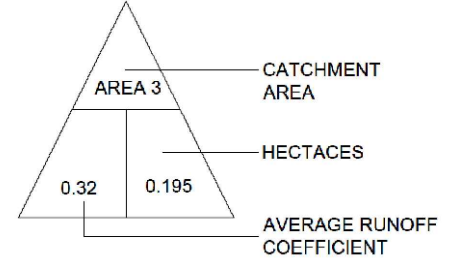 CATCHMENT
AREA
AREA 3
HECTACES
0.32
0.195
AVERAGE RUNOFF
COEFFICIENT